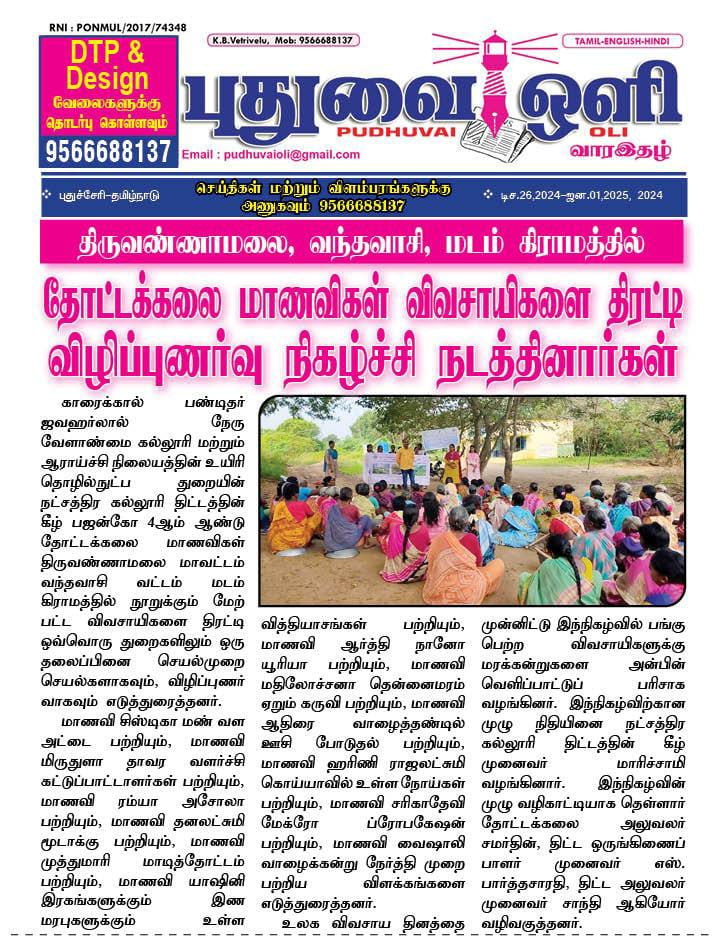 RNI : PONMUL/2017/74348
K.B.Vetrivelu, Mob: 9566688137
TAMIL-ENGLISH-HINDI
DTP &
Design
வேலைகளுக்கு
தொடர்பு கொள்ளவும்
9566688137
புதுவை ஒளி
PUDHUVAI OLI
Email : pudhuvaioli@gmail.com
வாரஇதழ்
புதுச்சேரி-தமிழ்நாடு
செய்திகள் மற்றும் விளம்பரங்களுக்கு
அணுகவும் 9566688137
டிச.26,2024-ஜன.01,2025, 2024
திருவண்ணாமலை, வந்தவாசி, மடம் கிராமத்தில்
தோட்டக்கலை மாணவிகள் விவசாயிகளை திரட்டி
விழிப்புணர்வு நிகழ்ச்சி நடத்தினார்கள்
காரைக்கால் பண்டிதர்
ஜவஹர்லால் நேரு
வேளாண்மை கல்லூரி மற்றும்
ஆராய்ச்சி நிலையத்தின் உயிரி
தொழில்நுட்ப துறையின்
நட்சத்திர கல்லூரி திட்டத்தின்
கீழ் பஜன்கோ 4ஆம் ஆண்டு
தோட்டக்கலை மாணவிகள்
திருவண்ணாமலை மாவட்டம்
வந்தவாசி வட்டம் மடம்
கிராமத்தில் நூறுக்கும் மேற்
பட்ட விவசாயிகளை திரட்டி
ஒவ்வொரு துறைகளிலும் ஒரு
தலைப்பினை செயல்முறை
செயல்களாகவும், விழிப்புணர்
வாகவும் எடுத்துரைத்தனர்.
மாணவி சிஸ்டிகா மண் வள
அட்டை பற்றியும், மாணவி
மிருதுளா தாவர வளர்ச்சி
கட்டுப்பாட்டாளர்கள் பற்றியும்,
மாணவி ரம்யா அசோலா
பற்றியும், மாணவி தனலட்சுமி
மூடாக்கு பற்றியும், மாணவி
முத்துமாரி மாடித்தோட்டம்
பற்றியும், மாணவி யாஷினி
இரகங்களுக்கும் இண
மரபுகளுக்கும் உள்ள
வித்தியாசங்கள் பற்றியும்,
மாணவி ஆர்த்தி நானோ
யூரியா பற்றியும், மாணவி
மதிலோச்சனா தென்னைமரம்
ஏறும் கருவி பற்றியும், மாணவி
ஆதிரை வாழைத்தண்டில்
ஊசி போடுதல் பற்றியும்,
மாணவி ஹரிணி ராஜலட்சுமி
கொய்யாவில் உள்ள நோய்கள்
பற்றியும், மாணவி சரிகாதேவி
மேக்ரோ ப்ரோபகேஷன்
பற்றியும், மாணவி வைஷாலி
வாழைக்கன்று நேர்த்தி முறை
பற்றிய விளக்கங்களை
எடுத்துரைத்தனர்.
உலக விவசாய தினத்தை
முன்னிட்டு இந்நிகழ்வில் பங்கு
பெற்ற விவசாயிகளுக்கு
மரக்கன்றுகளை அன்பின்
வெளிப்பாட்டுப் பரிசாக
வழங்கினர். இந்நிகழ்விற்கான
முழு நிதியினை நட்சத்திர
கல்லூரி திட்டத்தின் கீழ்
முனைவர் மாரிச்சாமி
வழங்கினார். இந்நிகழ்வின்
முழு வழிகாட்டியாக தெள்ளார்
தோட்டக்கலை அலுவலர்
சமர்தின், திட்ட ஒருங்கிணைப்
பாளர் முனைவர் எஸ்.
பார்த்தசாரதி, திட்ட அலுவலர்
முனைவர் சாந்தி ஆகியோர்
வழிவகுத்தனர்.